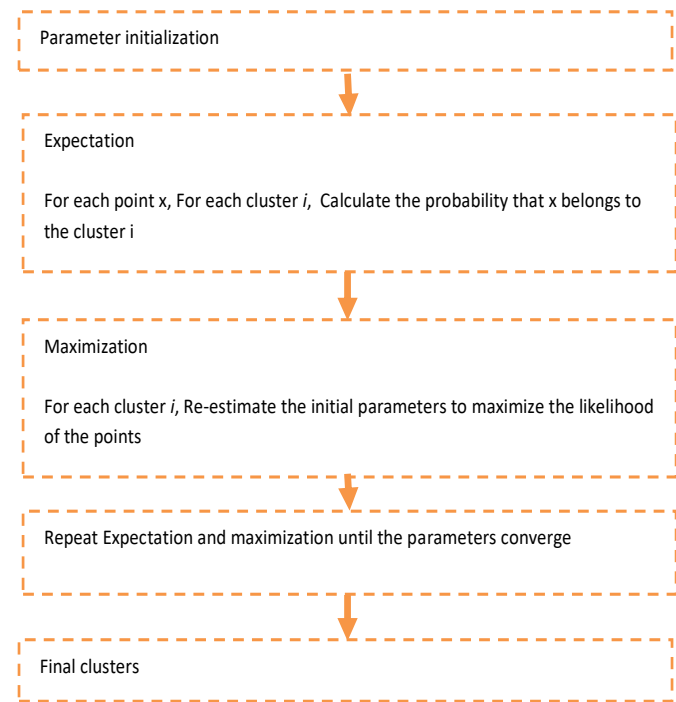 Parameter initialization
Expectation
For each point x, For each cluster i, Calculate the probability that x belongs to
the cluster i
Maximization
For each cluster i, Re-estimate the initial parameters to maximize the likelihood
of the points
Repeat Expectation and maximization until the parameters converge
Final clusters